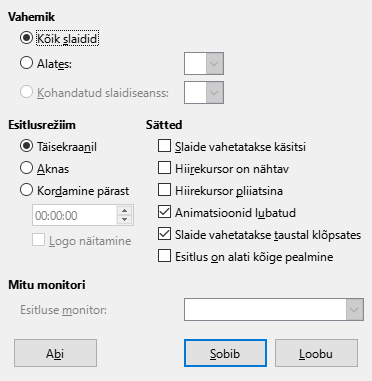 Vahemik
Kõik slaidid
Alates:
Kohandatud slaidiseanss:
Esitlusrežiim
Sätted
Täisekraanil
Slaide vahetatakse käsitsi
Aknas
Hiirekursor on nähtav
Kordamine pärast
Hiirekursor pliiatsina
00:00:00
Animatsioonid lubatud
Logo näitamine
Slaide vahetatakse taustal klõpsates
Esitlus on alati kõige pealmine
Mitu monitori
Esitluse monitor:
Abi
Sobib
Loobu